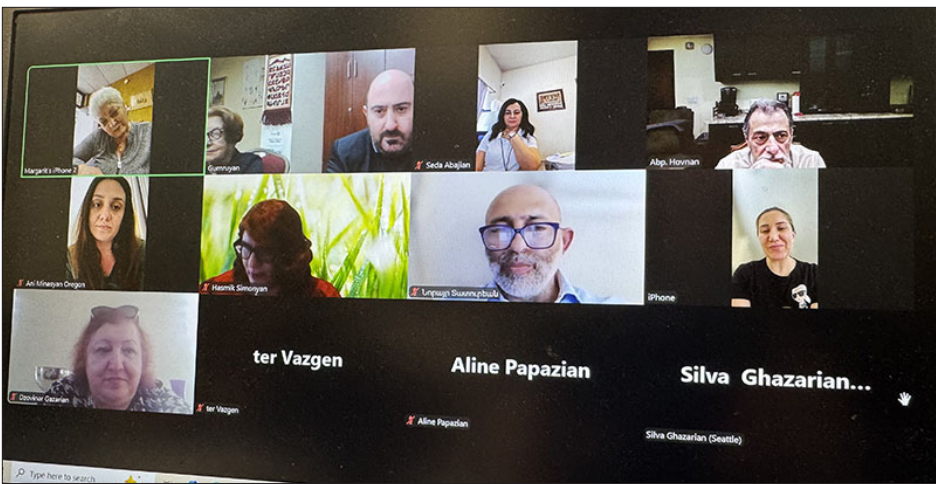 Margarit's iPhone 2
Gumruyan
Seda Abajian
Abp. Hovnan
Ani Minasyan Oregon
Hasmik Simonyan
Նորայր Տատուրեան
iPhone
Dzovinar Gazarian
ter Vazgen
ter Vazgen
Aline Papazian
Aline Papazian
Silva Ghazarian...
Silva Ghazarian (Seattle)
Type here to search